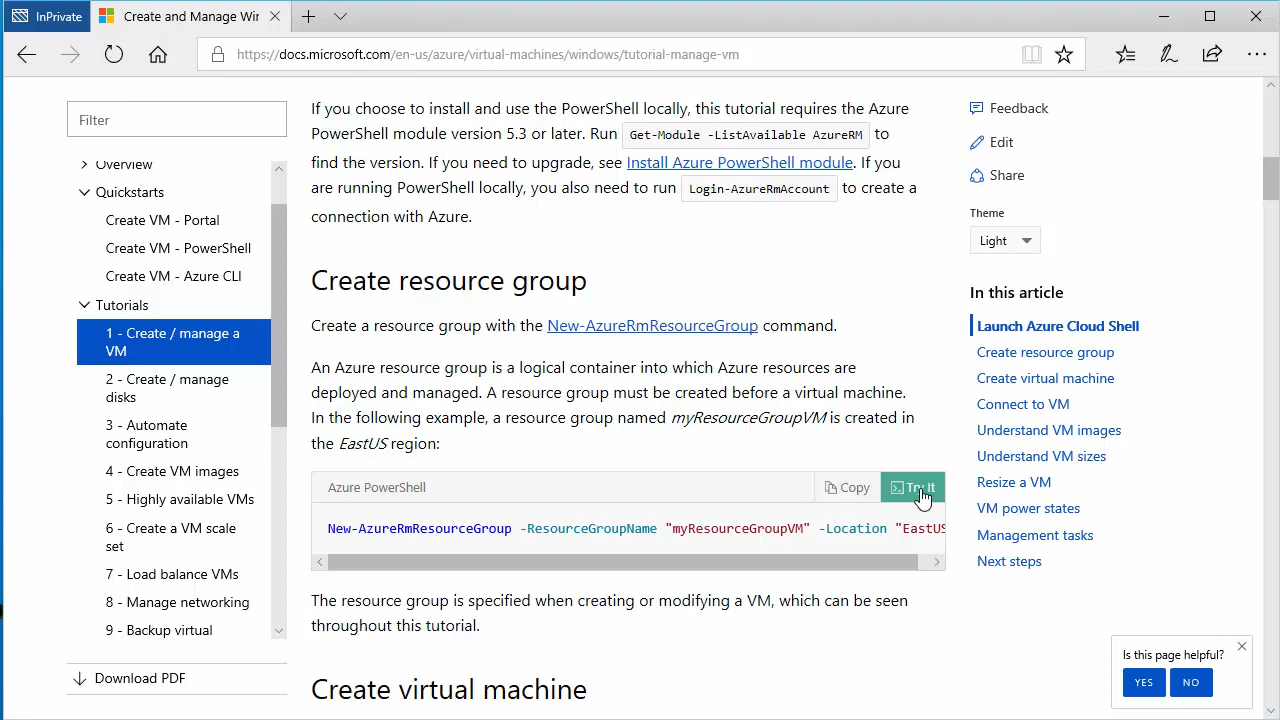 InPrivate
Create and Manage Wir
https://docs.microsoft.com/en-us/azure/virtual-machines/windows/tutorial-manage-vm
Filter
Overview
Quickstarts
Create VM - Portal
Create VM - PowerShell
Create VM - Azure CLI
Tutorials
1 - Create / manage a
VM
2 - Create / manage
disks
3 - Automate
configuration
4 - Create VM images
5 - Highly available VMs
6 - Create a VM scale
set
7 - Load balance VMs
8 - Manage networking
9 - Backup virtual
Download PDF
If you choose to install and use the PowerShell locally, this tutorial requires the Azure
PowerShell module version 5.3 or later. Run Get-Module -ListAvailable AzureRM to
find the version. If you need to upgrade, see Install Azure PowerShell module. If you
are running PowerShell locally, you also need to run Login-AzureRmAccount to create a
connection with Azure.
Create resource group
Create a resource group with the New-AzureRmResourceGroup command.
An Azure resource group is a logical container into which Azure resources are
deployed and managed. A resource group must be created before a virtual machine.
In the following example, a resource group named myResourceGroupVM is created in
the EastUS region:
Azure PowerShell
Copy
Try It
New-AzureRmResourceGroup -ResourceGroupName "myResourceGroupVM" -Location "EastUS
The resource group is specified when creating or modifying a VM, which can be seen
throughout this tutorial.
Create virtual machine
Feedback
Edit
Share
Theme
Light
In this article
Launch Azure Cloud Shell
Create resource group
Create virtual machine
Connect to VM
Understand VM images
Understand VM sizes
Resize a VM
VM power states
Management tasks
Next steps
Is this page helpful?
YES
NO